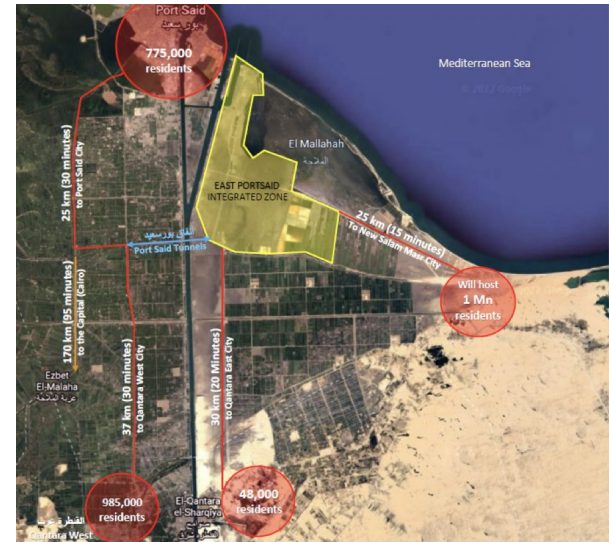 Port Said
بورسعيد
775,000
residents
Mediterranean Sea
El Mallahah
الملاحة
EAST PORTSAID
INTEGRATED ZONE
25 km (30 minutes)
to Port Said City
أنفاق بورسعيد
Port Said Tunnels
25 km (15 minutes)
To New Salam Masr City
Will host
1 Mn
residents
170 km (95 minutes)
to the Capital (Cairo)
37 km (30 minutes)
to Qantara West City
30 km (20 Minutes)
to Qantara East City
Ezbet
El-Malaha
عزبة الملاحة
985,000
residents
القنطرة غرب
Qantara West
El-Qantara
el-Sharqiya
48,000
residents